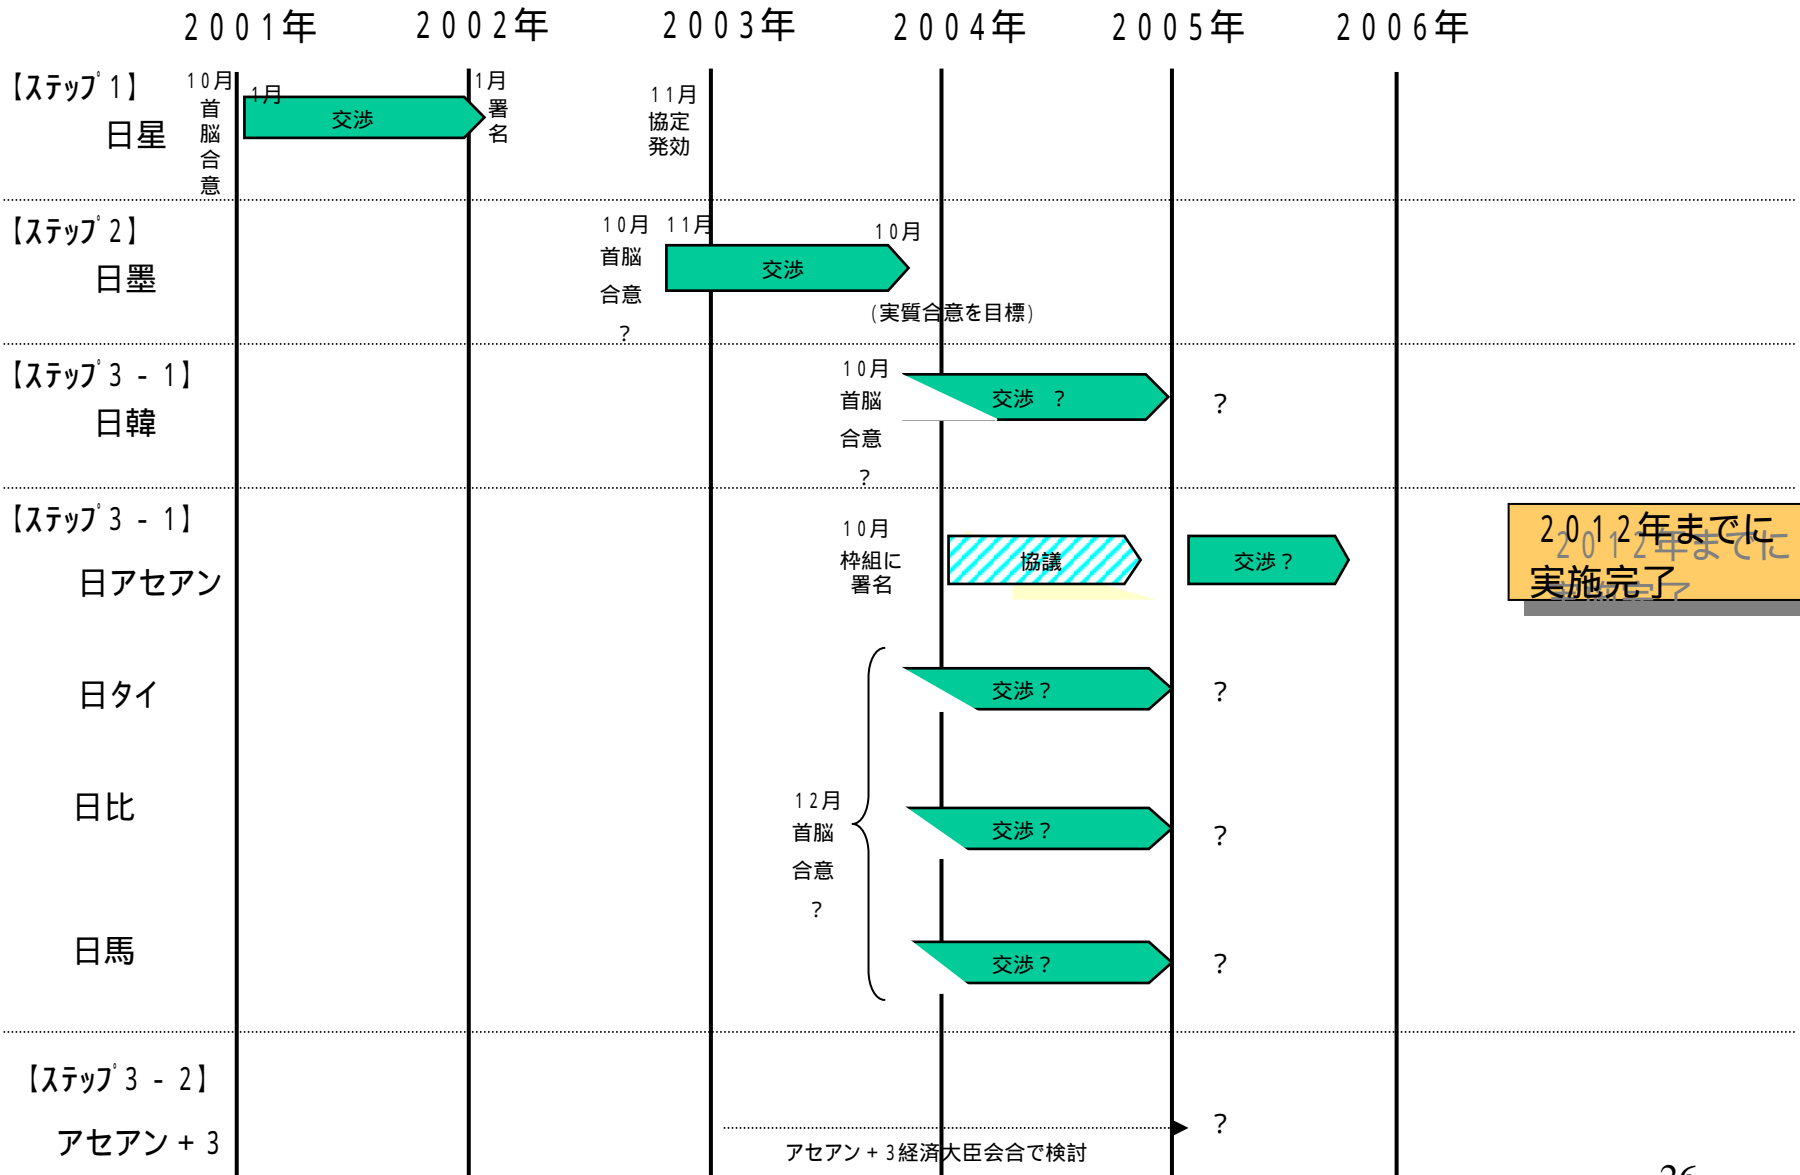 2001年 2002年 2003年 2004年 2005年 2006年
【ステップ1】
日星
10月
首
脳
合
意
1月
交渉
1月
署
名
11月
協定
発効
【ステップ2】
日墨
10月
首脳
合意
?
11月
交渉
10月
(実質合意を目標)
【ステップ3-1】
日韓
10月
首脳
合意
?
交渉 ?
?
【ステップ3-1】
日アセアン
10月
枠組に
署名
協議
交渉?
2012年までに
実施完了
日タイ
交渉?
?
日比
12月
首脳
合意
?
交渉?
?
日馬
交渉?
?
【ステップ3-2】
アセアン+3
アセアン+3経済大臣会合で検討
?